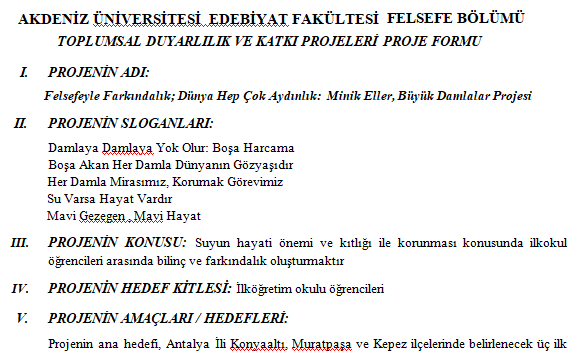 AKDENİZ ÜNİVERSİTESİ EDEBİYAT FAKÜLTESİ FELSEFE BÖLÜMÜ
TOPLUMSAL DUYARLILIK VE KATKI PROJELERİ PROJE FORMU
I. PROJENİN ADI:
Felsefeyle Farkındalık; Dünya Hep Çok Aydınlık: Minik Eller, Büyük Damlalar Projesi
II. PROJENİN SLOGANLARI:
Damlaya Damlaya Yok Olur: Boşa Harcama
Boşa Akan Her Damla Dünyanın Gözyaşıdır
Her Damla Mirasımız, Korumak Görevimiz
Su Varsa Hayat Vardır
Mavi Gezegen , Mavi Hayat
III. PROJENİN KONUSU: Suyun hayati önemi ve kıtlığı ile korunması konusunda ilkokul
öğrencileri arasında bilinç ve farkındalık oluşturmaktır
IV. PROJENİN HEDEF KİTLESİ: İlköğretim okulu öğrencileri
V. PROJENİN AMAÇLARI / HEDEFLERİ:
Projenin ana hedefi, Antalya İli Konyaaltı, Muratpaşa ve Kepez ilçelerinde belirlenecek üç ilk